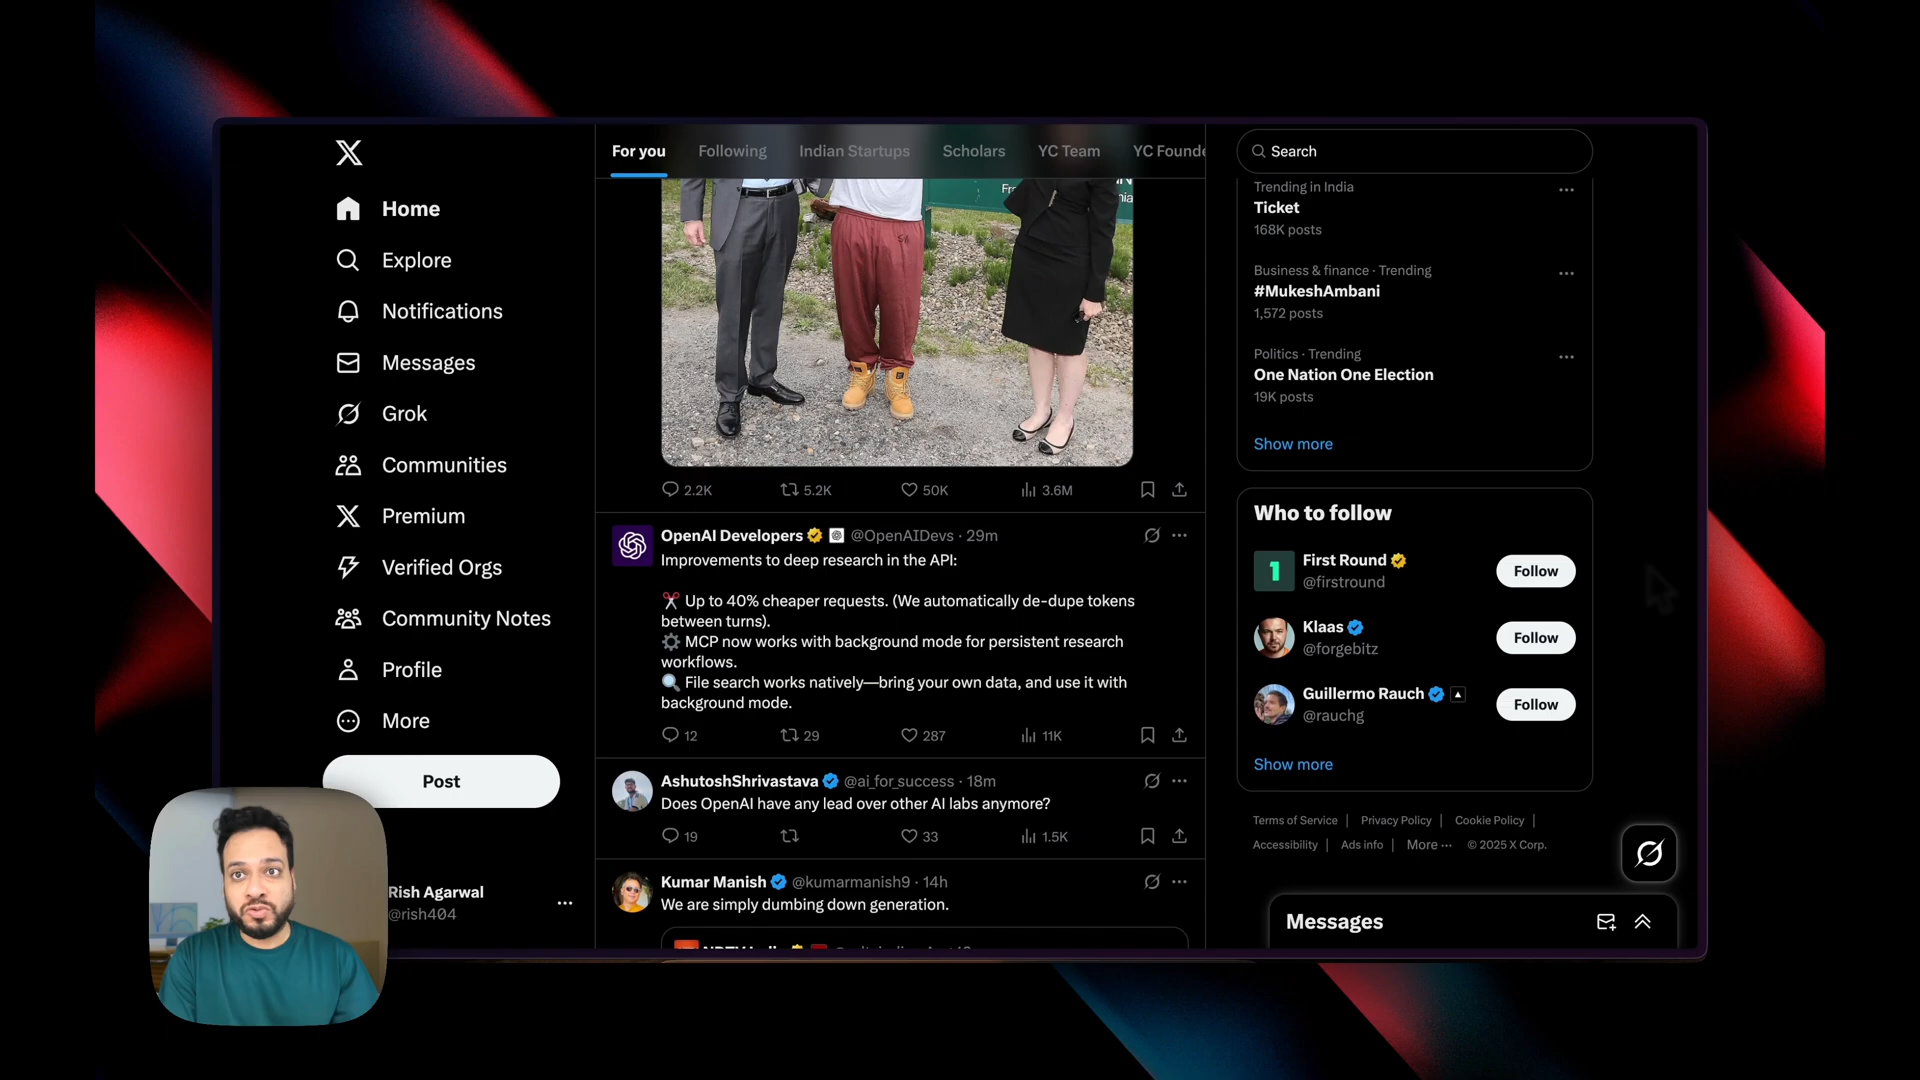 Home
Explore
Notifications
Messages
Grok
Communities
Premium
Verified Orgs
Community Notes
Profile
More
Post
Rish Agarwal
@rish404
For you
Following
Indian Startups
Scholars
YC Team
YC Founde
2.2K
5.2K
50K
3.6M
OpenAI Developers @OpenAIDevs · 29m
Improvements to deep research in the API:
✂️ Up to 40% cheaper requests. (We automatically de-dupe tokens
between turns).
⚙️ MCP now works with background mode for persistent research
workflows.
🔍 File search works natively—bring your own data, and use it with
background mode.
12
29
287
11K
AshutoshShrivastava @ai_for_success · 18m
Does OpenAI have any lead over other AI labs anymore?
19
33
1.5K
Kumar Manish @kumarmanish9 · 14h
We are simply dumbing down generation.
Search
Trending in India
Ticket
168K posts
Business & finance · Trending
#MukeshAmbani
1,572 posts
Politics · Trending
One Nation One Election
19K posts
Show more
Who to follow
First Round
@firstround
Follow
Klaas
@forgebitz
Follow
Guillermo Rauch
@rauchg
Follow
Show more
Terms of Service | Privacy Policy | Cookie Policy |
Accessibility | Ads info | More ··· © 2025 X Corp.
Messages